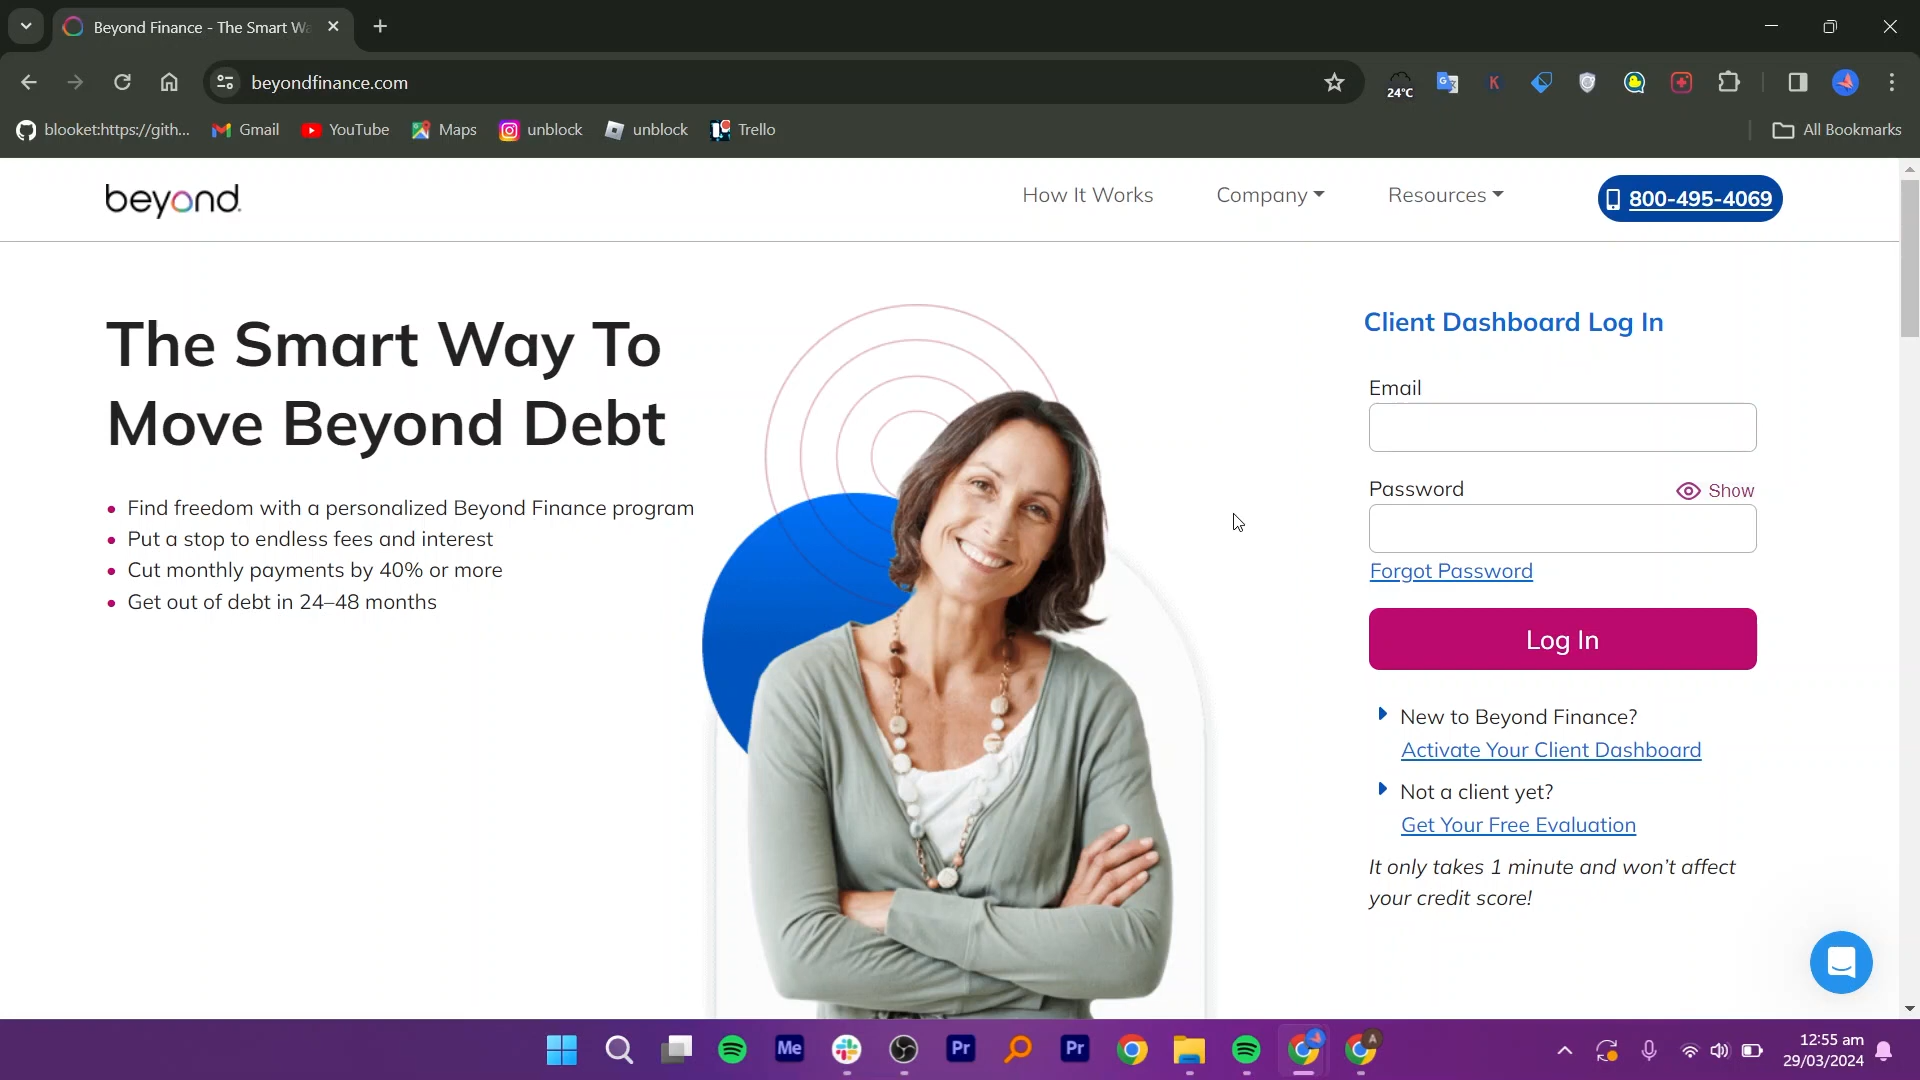 Beyond Finance - The Smart Wa
beyondfinance.com
24°C
K
blooket:https://gith...
Gmail
YouTube
Maps
unblock
unblock
Trello
All Bookmarks
beyond.
How It Works
Company
Resources
800-495-4069
The Smart Way To
Move Beyond Debt
Find freedom with a personalized Beyond Finance program
Put a stop to endless fees and interest
Cut monthly payments by 40% or more
Get out of debt in 24–48 months
Client Dashboard Log In
Email
Password
Show
Forgot Password
Log In
New to Beyond Finance?
Activate Your Client Dashboard
Not a client yet?
Get Your Free Evaluation
It only takes 1 minute and won't affect
your credit score!
Me
Pr
Pr
A
12:55 am
29/03/2024